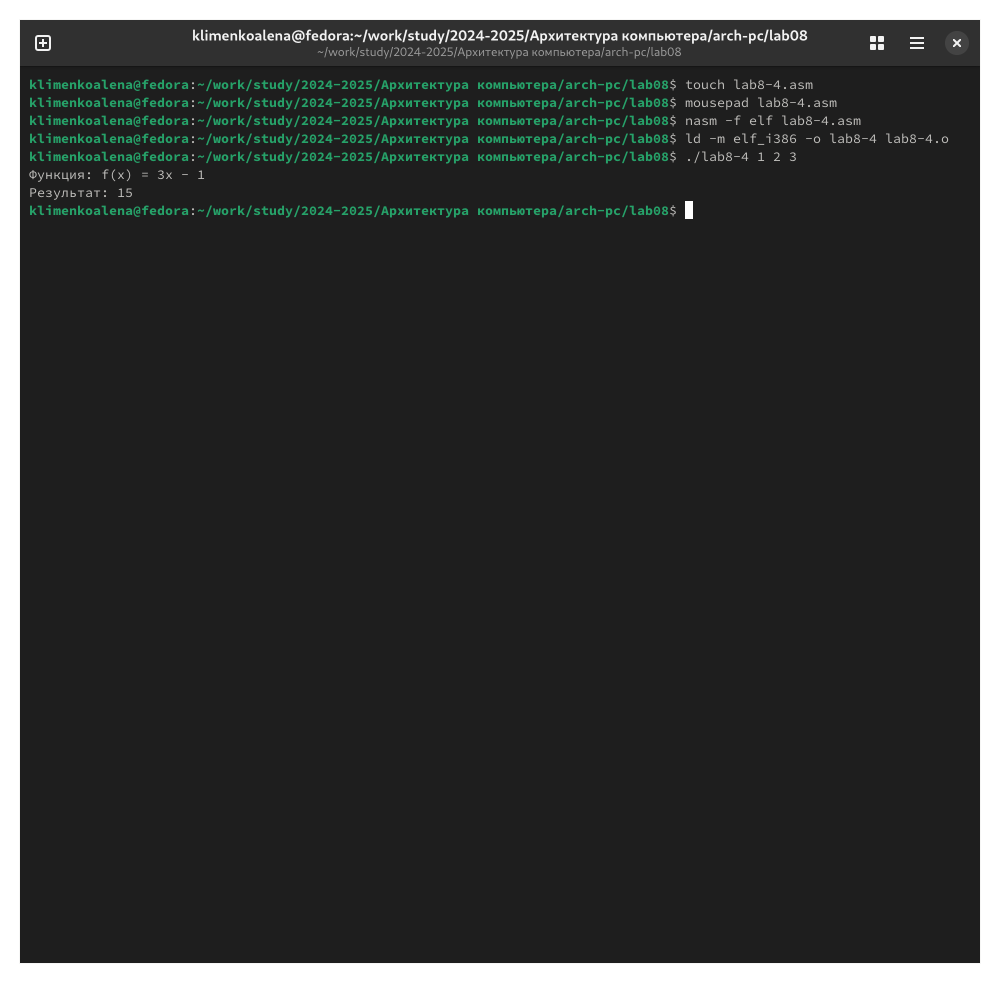 klimenkoalena@fedora:~/work/study/2024-2025/Архитектура компьютера/arch-pc/lab08
~/work/study/2024-2025/Архитектура компьютера/arch-pc/lab08
klimenkoalena@fedora:~/work/study/2024-2025/Архитектура компьютера/arch-pc/lab08$ touch lab8-4.asm
klimenkoalena@fedora:~/work/study/2024-2025/Архитектура компьютера/arch-pc/lab08$ mousepad lab8-4.asm
klimenkoalena@fedora:~/work/study/2024-2025/Архитектура компьютера/arch-pc/lab08$ nasm -f elf lab8-4.asm
klimenkoalena@fedora:~/work/study/2024-2025/Архитектура компьютера/arch-pc/lab08$ ld -m elf_i386 -o lab8-4 lab8-4.o
klimenkoalena@fedora:~/work/study/2024-2025/Архитектура компьютера/arch-pc/lab08$ ./lab8-4 1 2 3
Функция: f(x) = 3x - 1
Результат: 15
klimenkoalena@fedora:~/work/study/2024-2025/Архитектура компьютера/arch-pc/lab08$